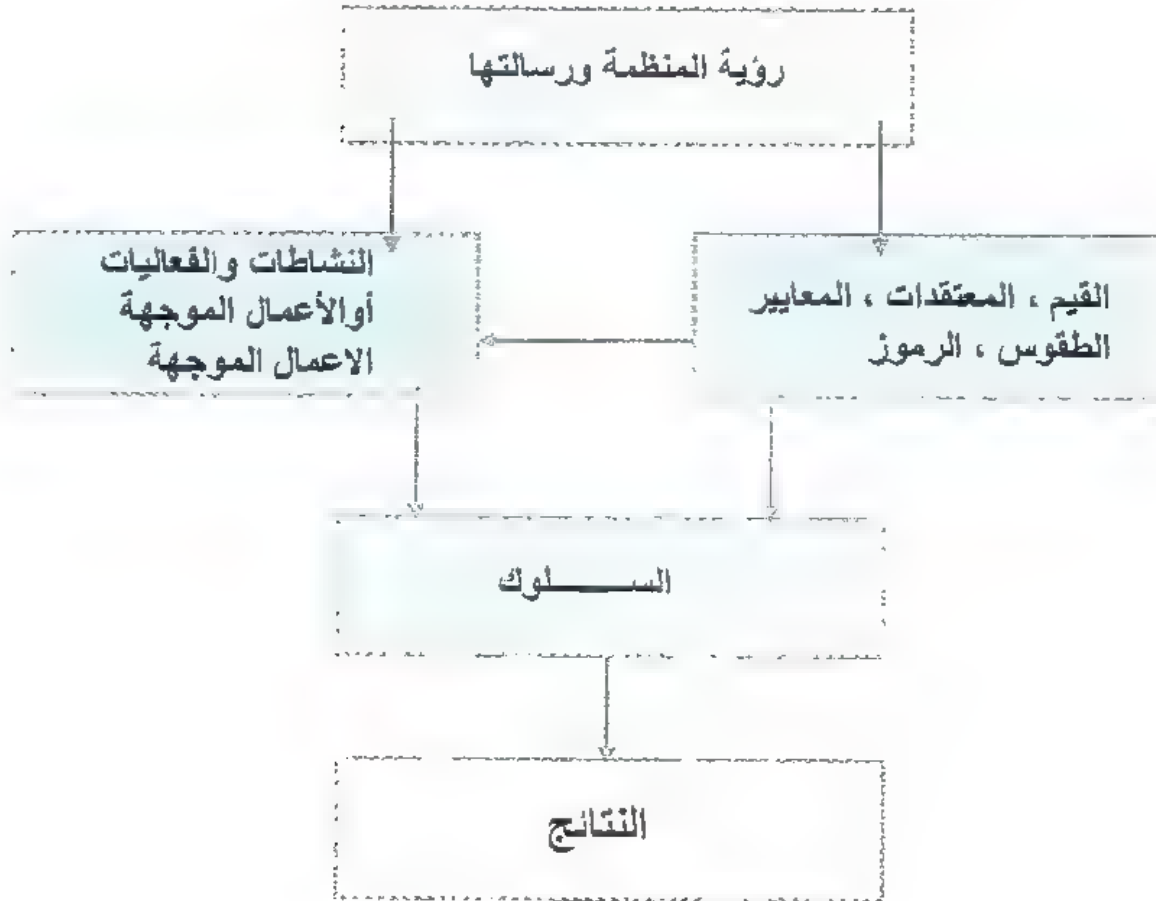 رؤية المنظمة ورسالتها
القيم ، المعتقدات ، المعايير
الطقوس ، الرموز
النشاطات والفعاليات
أوالأعمال الموجهة
الاعمال الموجهة
الســـــــلوك
النتائج